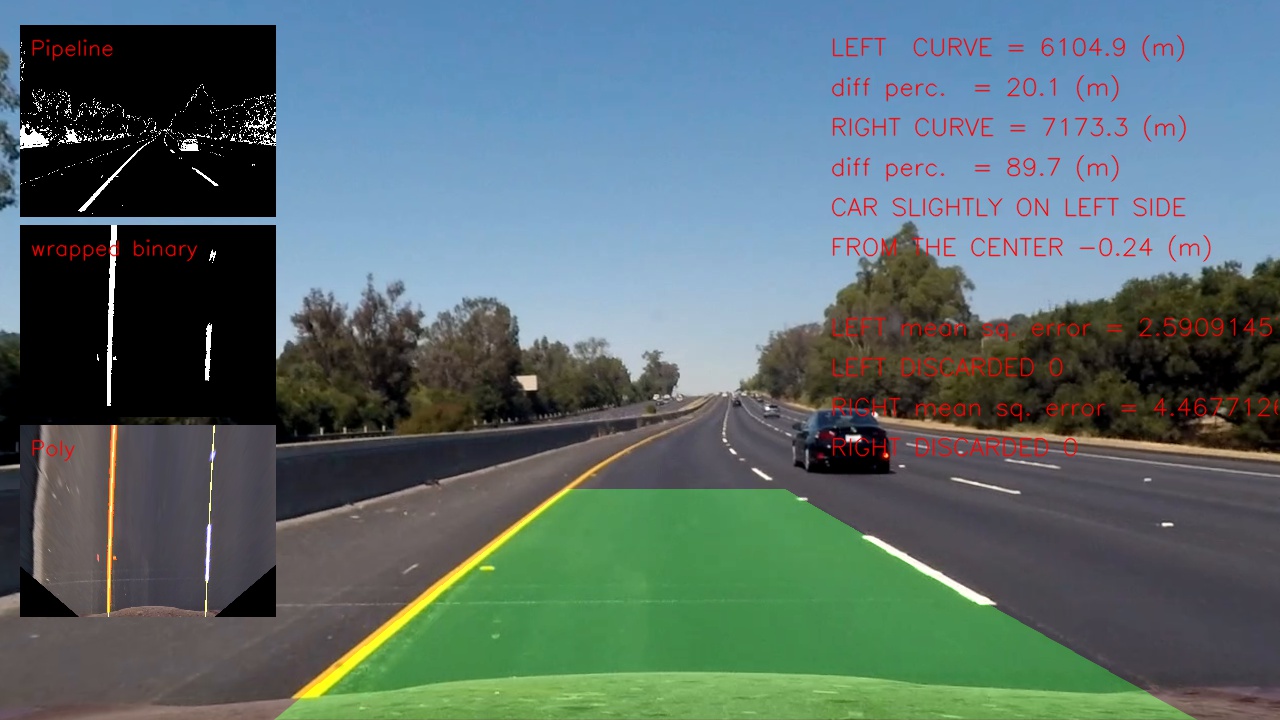 Pipeline
wrapped binary
Poly
LEFT CURVE = 6104.9 (m)
diff perc. = 20.1 (m)
RIGHT CURVE = 7173.3 (m)
diff perc. = 89.7 (m)
CAR SLIGHTLY ON LEFT SIDE
FROM THE CENTER -0.24 (m)
LEFT mean sq. error = 2.5909145
LEFT DISCARDED 0
RIGHT mean sq. error = 4.4677126
RIGHT DISCARDED 0